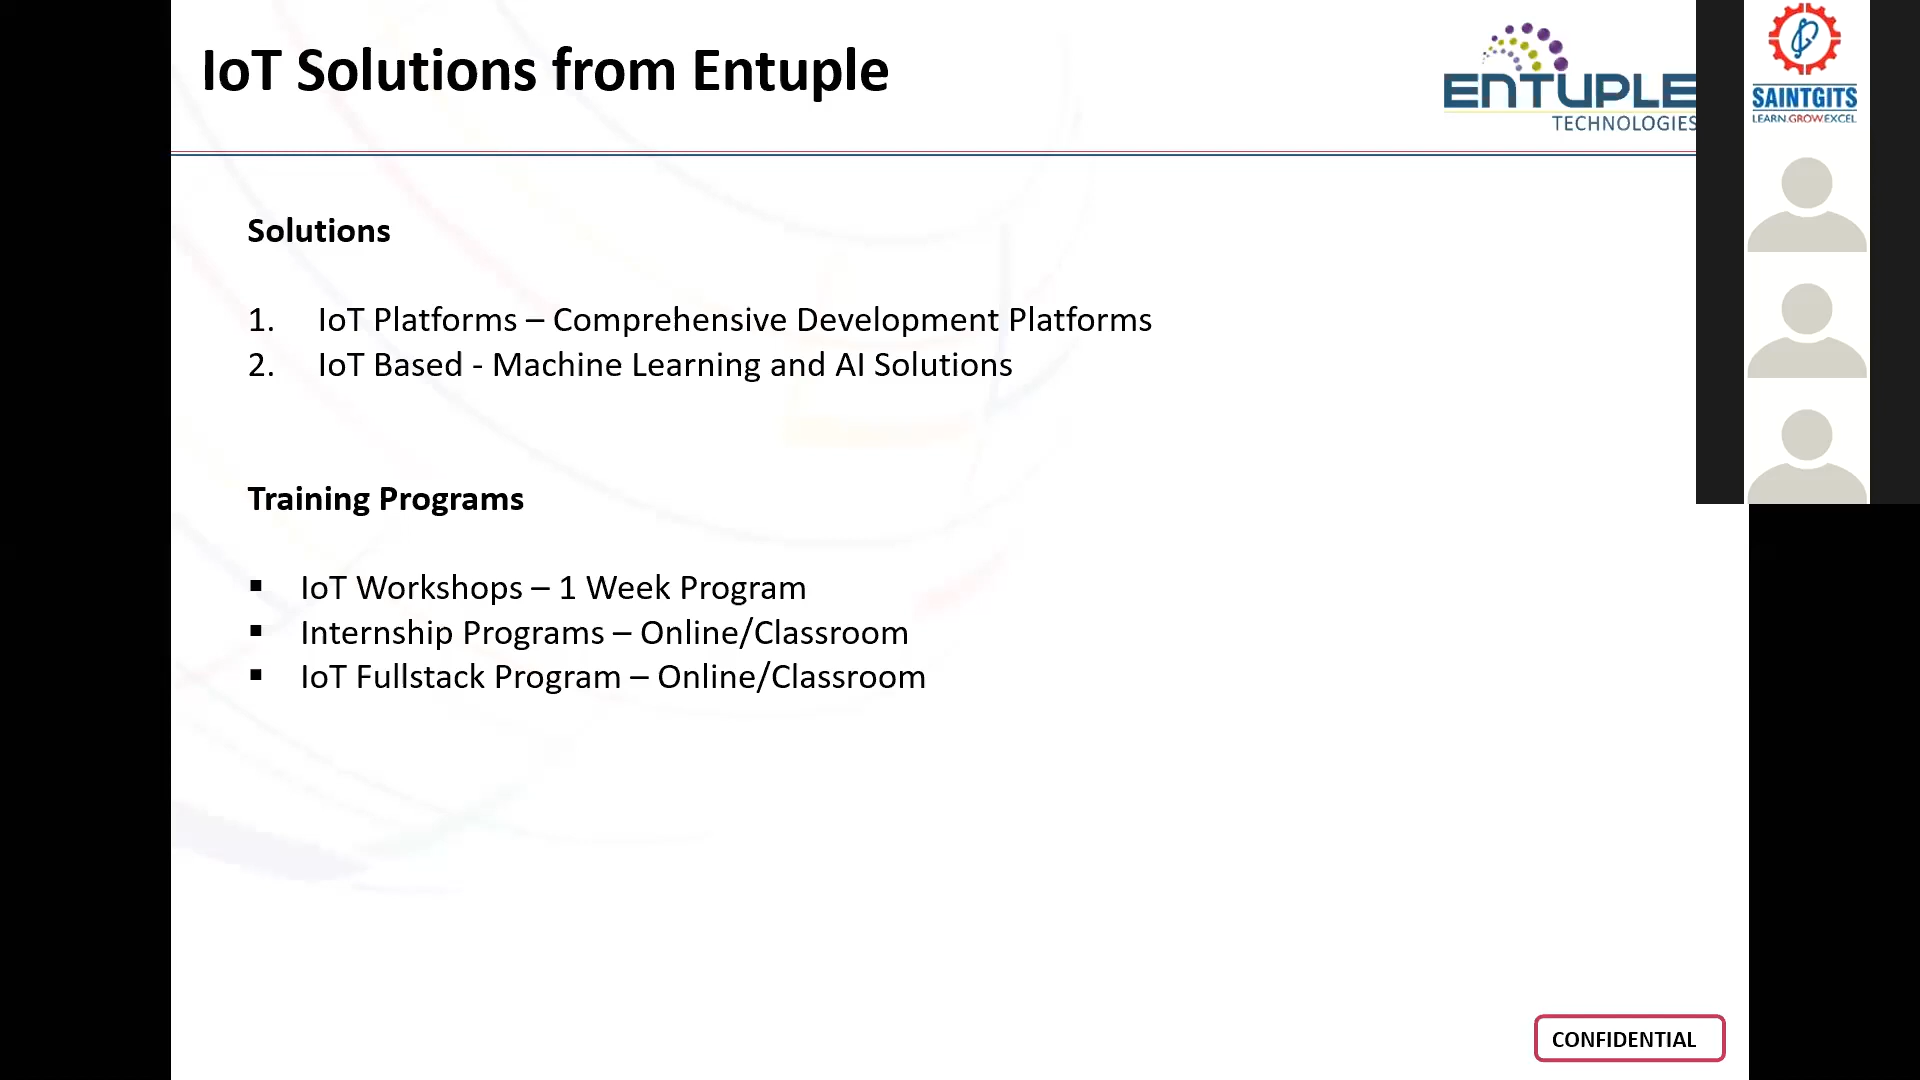 IoT Solutions from Entuple
ENTUPLE
TECHNOLOGIES
SAINTGITS
LEARN.GROW.EXCEL
Solutions
1. IoT Platforms – Comprehensive Development Platforms
2. IoT Based - Machine Learning and AI Solutions
Training Programs
▪ IoT Workshops – 1 Week Program
▪ Internship Programs – Online/Classroom
▪ IoT Fullstack Program – Online/Classroom
CONFIDENTIAL